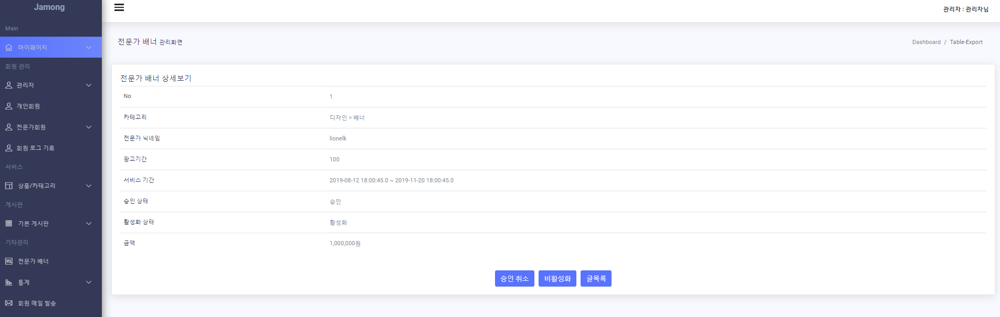 Jamong
Main
마이페이지
회원 관리
관리자
개인회원
전문가회원
회원 로그 기록
서비스
상품/카테고리
게시판
기본 게시판
기타관리
전문가 배너
통계
회원 메일 발송
관리자 : 관리자님
전문가 배너 관리화면
Dashboard / Table-Export
전문가 배너 상세보기
No 1
카테고리 디자인 > 배너
전문가 닉네임 lionelk
광고기간 100
서비스 기간 2019-08-12 18:00:45.0 ~ 2019-11-20 18:00:45.0
승인 상태 승인
활성화 상태 활성화
금액 1,000,000원
승인 취소 비활성화 글목록